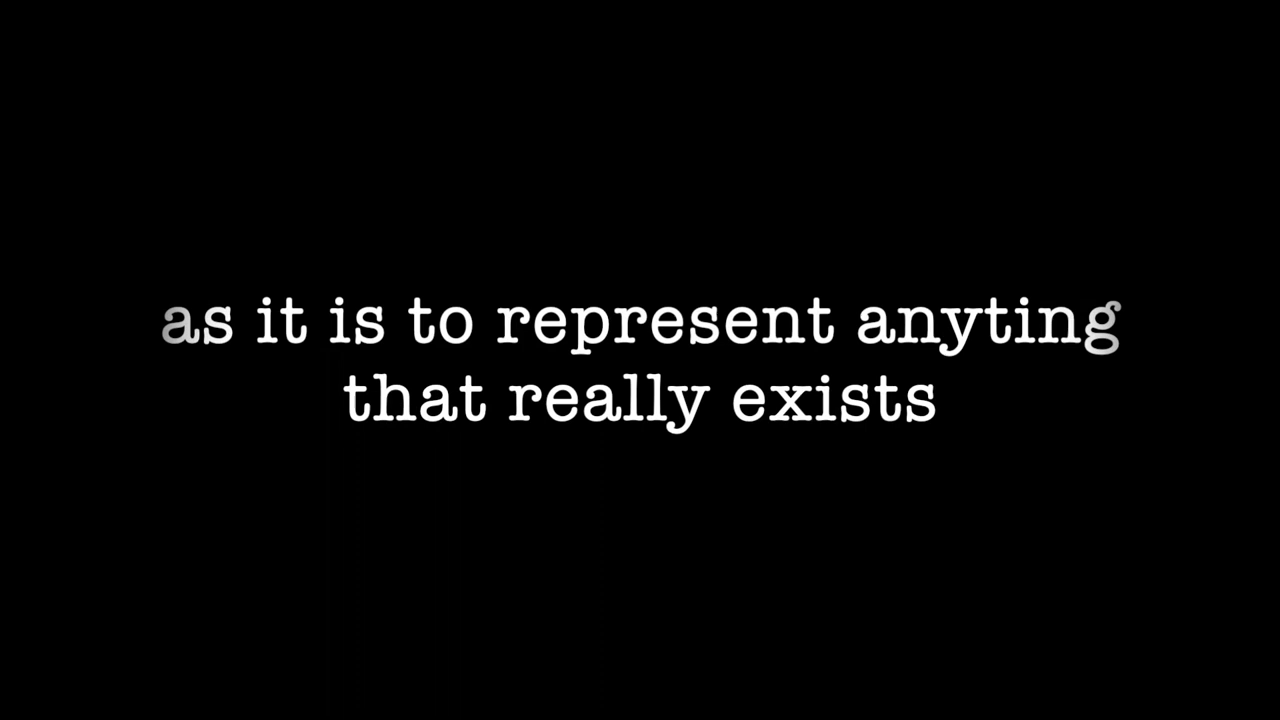 as it is to represent anyting
that really exists